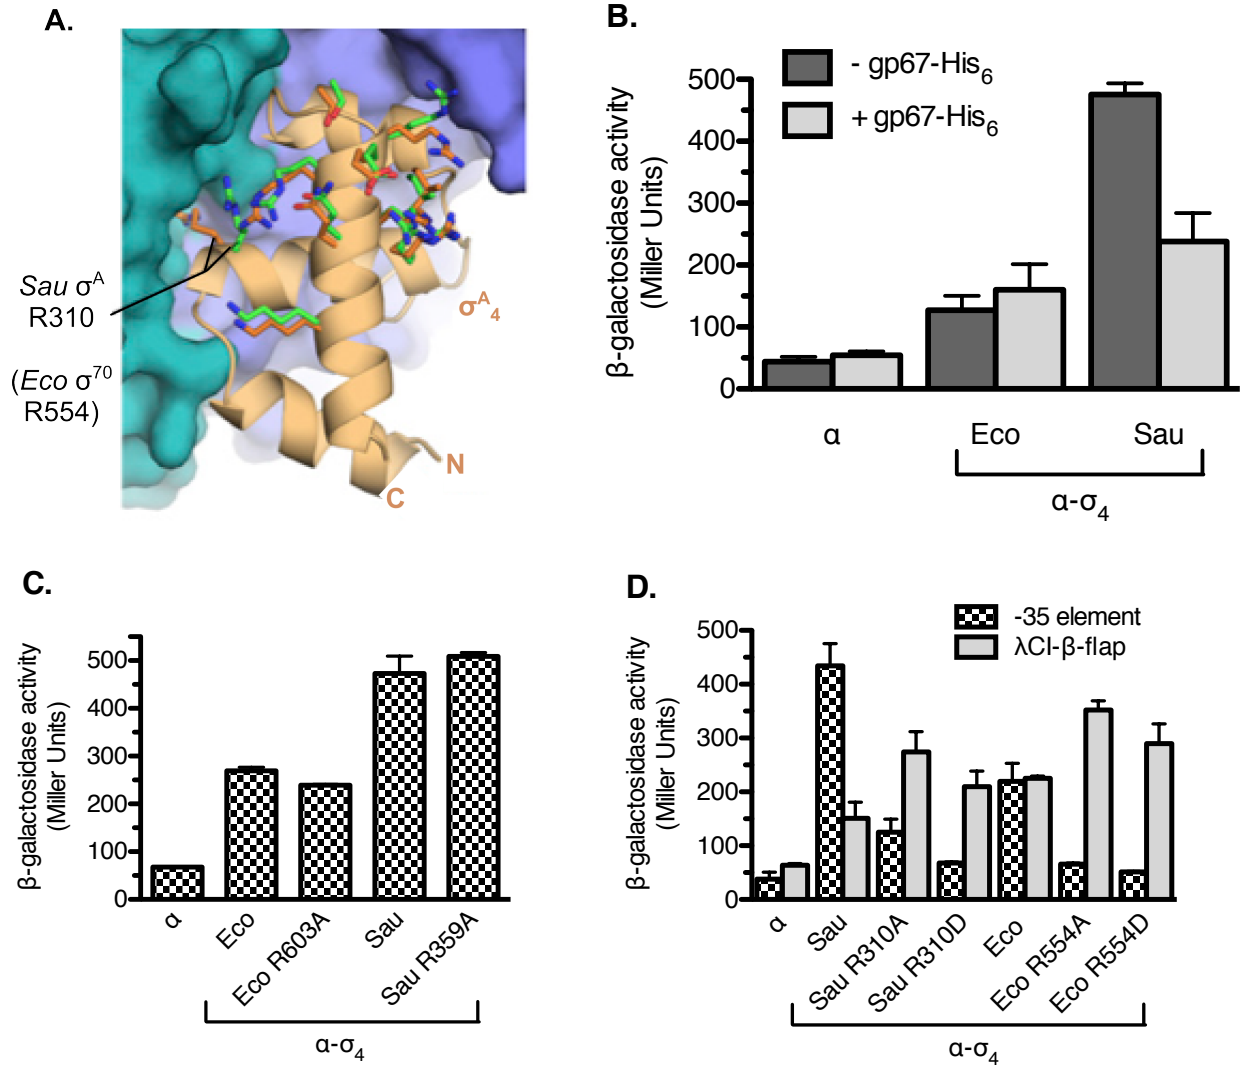 A.
Sau σᴬ
R310
(Eco σ⁷⁰
R554)
σᴬ₄
N
C
B.
- gp67-His₆
+ gp67-His₆
β-galactosidase activity
(Miller Units)
500
400
300
200
100
0
α
Eco
Sau
α-σ₄
C.
β-galactosidase activity
(Miller Units)
500
400
300
200
100
0
α
Eco
Eco R603A
Sau
Sau R359A
α-σ₄
D.
-35 element
λCI-β-flap
β-galactosidase activity
(Miller Units)
500
400
300
200
100
0
α
Sau
Sau R310A
Sau R310D
Eco
Eco R554A
Eco R554D
α-σ₄